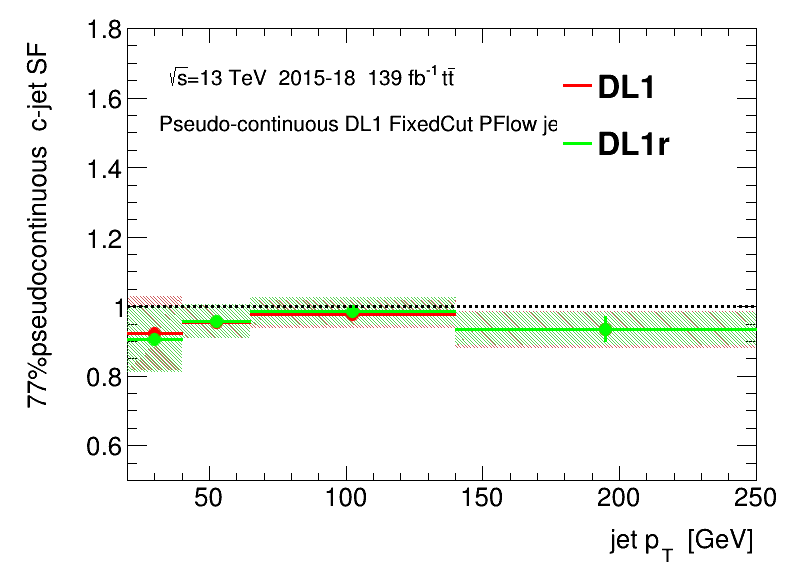 1.8
1.6
1.4
1.2
1
0.8
0.6
77%pseudocontinuous c-jet SF
√s=13 TeV 2015-18 139 fb-1 tt̄
Pseudo-continuous DL1 FixedCut PFlow je
DL1
DL1r
50 100 150 200 250
jet pT [GeV]